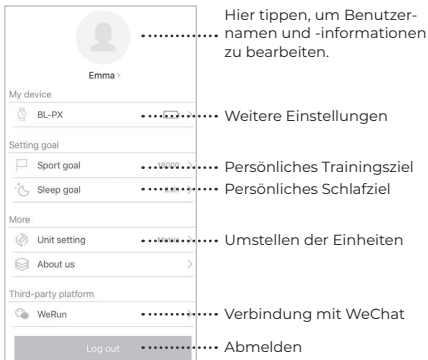 Hier tippen, um Benutzer-
namen und -informationen
zu bearbeiten.
Emma
My device
BL-PX
Weitere Einstellungen
Setting goal
Sport goal
Persönliches Trainingsziel
Sleep goal
Persönliches Schlafziel
More
Unit setting
Umstellen der Einheiten
About us
Third-party platform
WeRun
Verbindung mit WeChat
Log out
Abmelden